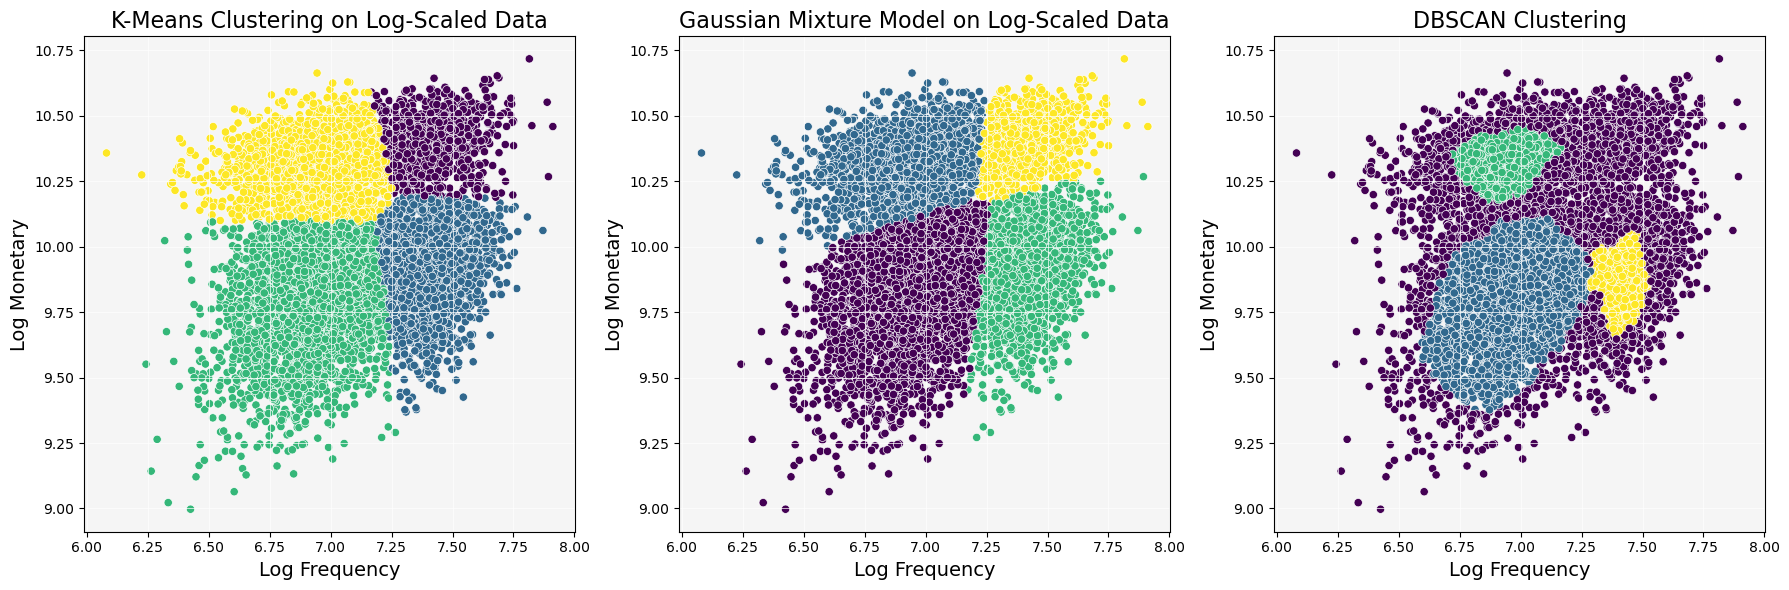 K-Means Clustering on Log-Scaled Data
Log Monetary
10.75
10.50
10.25
10.00
9.75
9.50
9.25
9.00
6.00 6.25 6.50 6.75 7.00 7.25 7.50 7.75 8.00
Log Frequency
Gaussian Mixture Model on Log-Scaled Data
Log Monetary
10.75
10.50
10.25
10.00
9.75
9.50
9.25
9.00
6.00 6.25 6.50 6.75 7.00 7.25 7.50 7.75 8.00
Log Frequency
DBSCAN Clustering
Log Monetary
10.75
10.50
10.25
10.00
9.75
9.50
9.25
9.00
6.00 6.25 6.50 6.75 7.00 7.25 7.50 7.75 8.00
Log Frequency